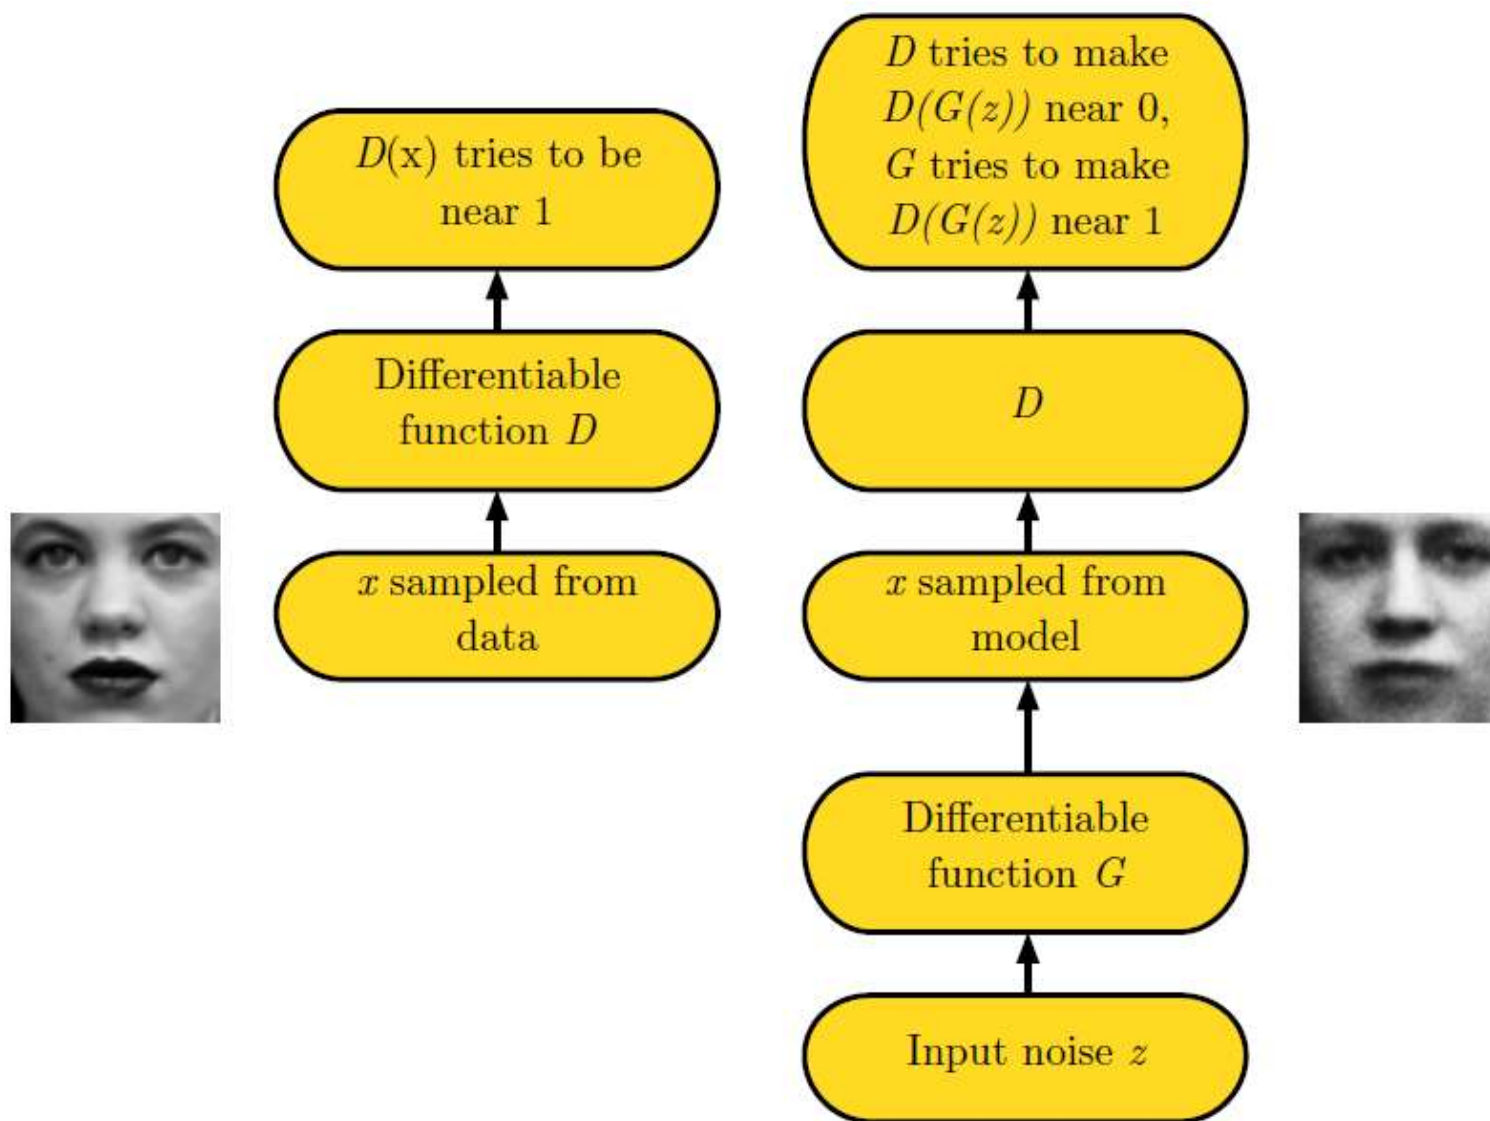 D(x) tries to be
near 1
Differentiable
function D
x sampled from
data
D tries to make
D(G(z)) near 0,
G tries to make
D(G(z)) near 1
D
x sampled from
model
Differentiable
function G
Input noise z